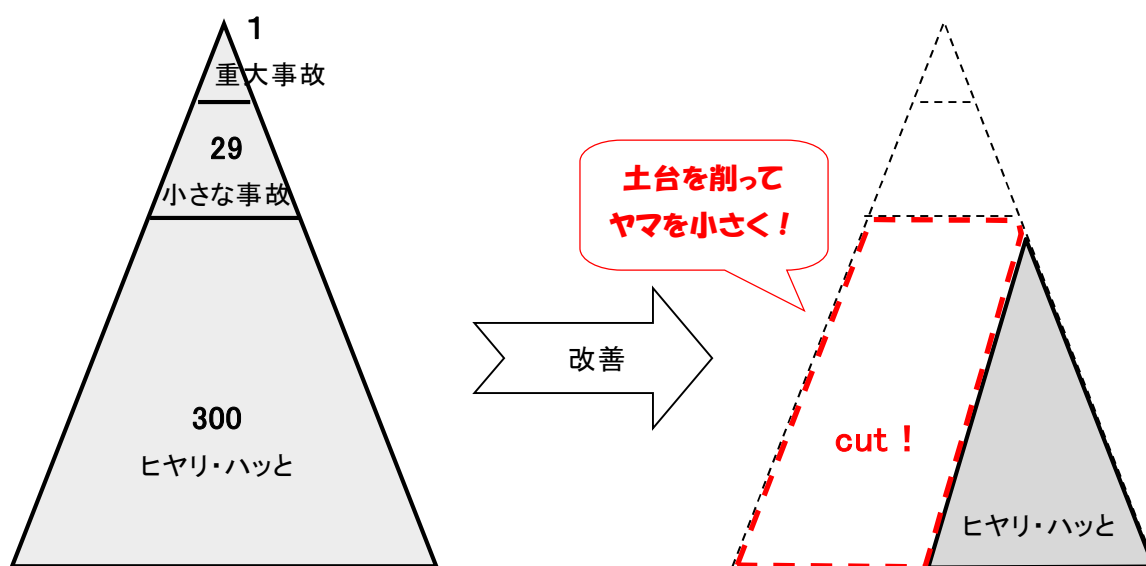 1
重大事故
29
小さな事故
300
ヒヤリ・ハッと
改善
土台を削って
ヤマを小さく！
cut！
ヒヤリ・ハッと